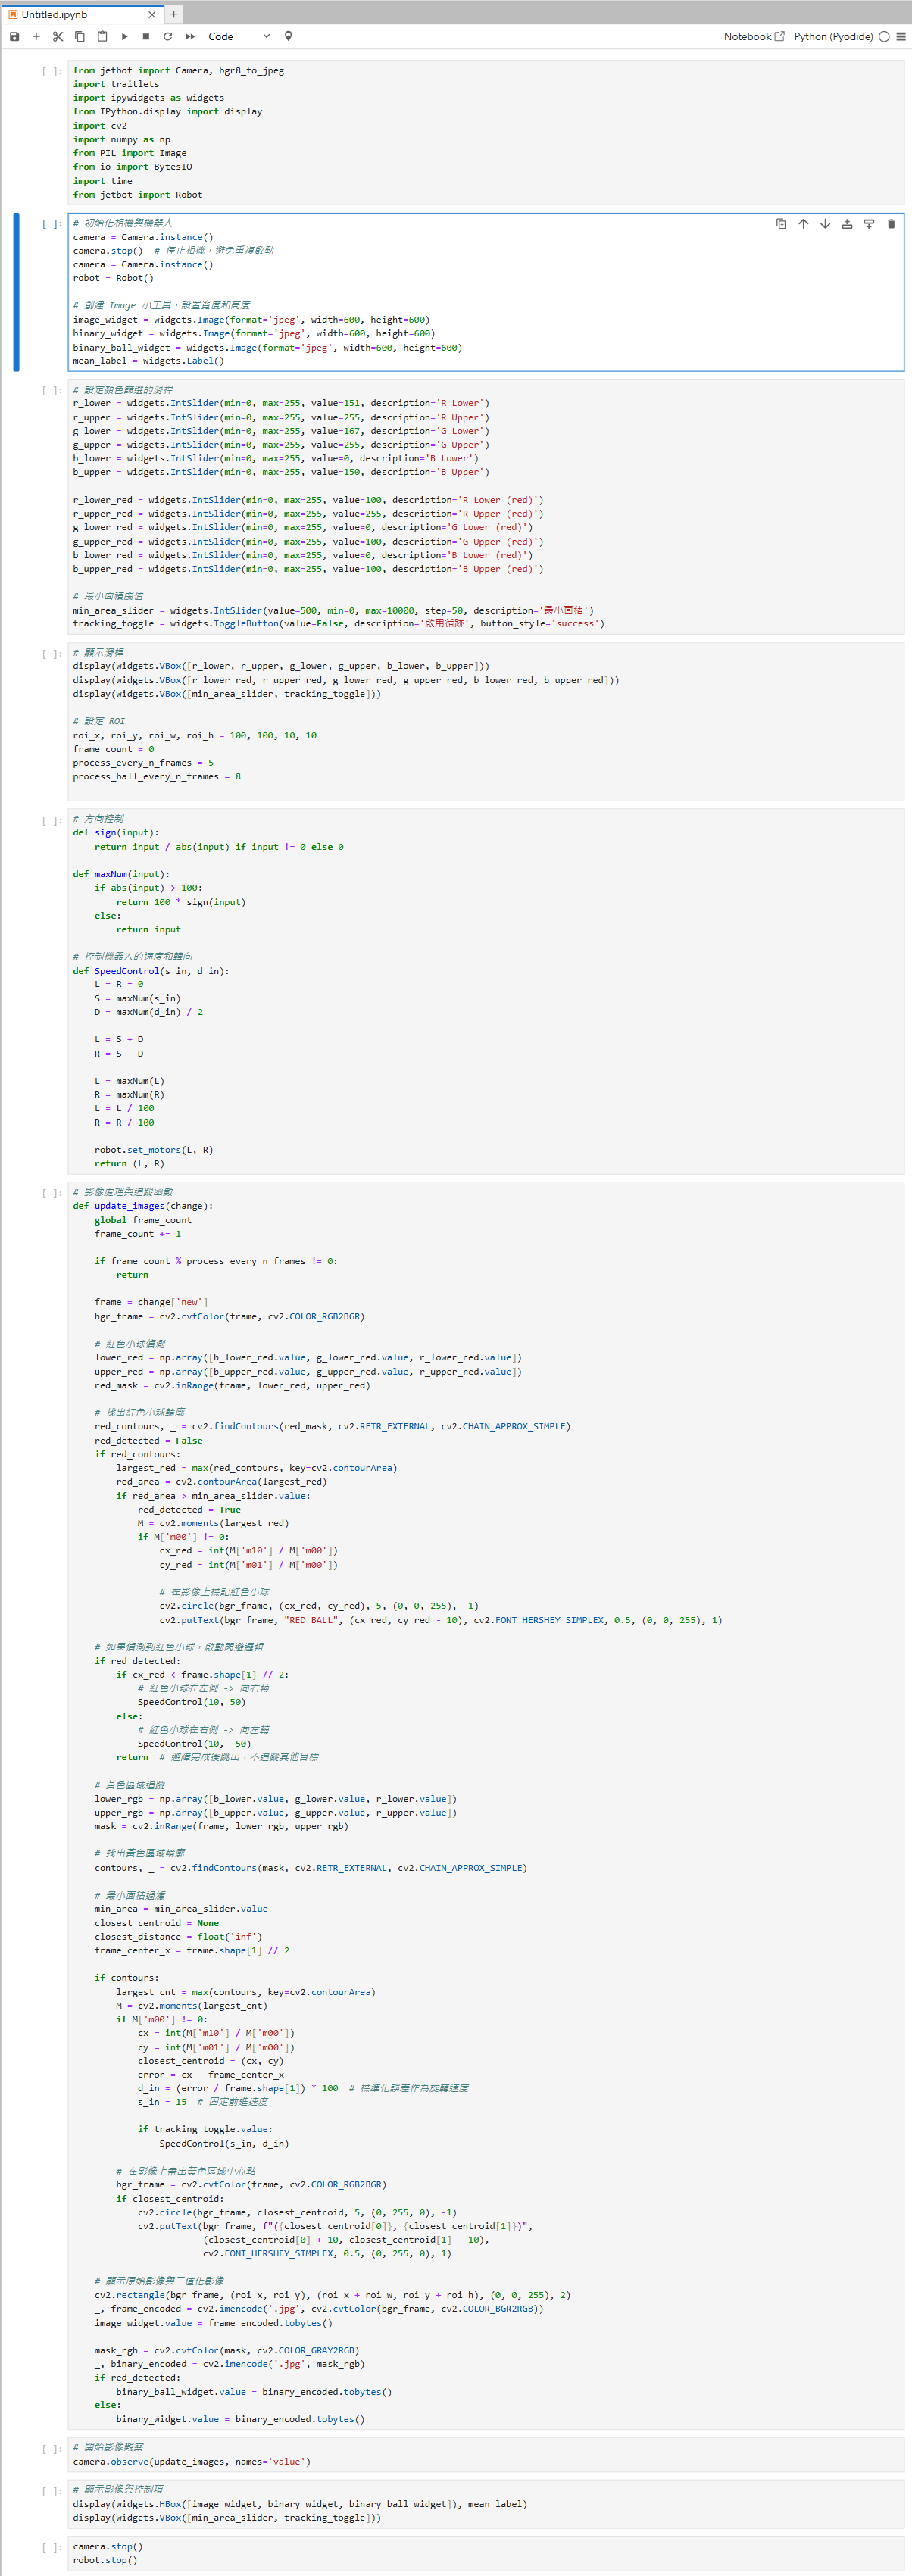 Untitled.ipynb
Code
Notebook
Python (Pyodide)
[ ]:
from jetbot import Camera, bgr8_to_jpeg
import traitlets
import ipywidgets as widgets
from IPython.display import display
import cv2
import numpy as np
from PIL import Image
from io import BytesIO
import time
from jetbot import Robot
[ ]:
# 初始化相機與機器人
camera = Camera.instance()
camera.stop()  # 停止相機，避免重複啟動
camera = Camera.instance()
robot = Robot()
# 創建 Image 小工具，設置寬度和高度
image_widget = widgets.Image(format='jpeg', width=600, height=600)
binary_widget = widgets.Image(format='jpeg', width=600, height=600)
binary_ball_widget = widgets.Image(format='jpeg', width=600, height=600)
mean_label = widgets.Label()
[ ]:
# 設定顏色篩選的滑桿
r_lower = widgets.IntSlider(min=0, max=255, value=151, description='R Lower')
r_upper = widgets.IntSlider(min=0, max=255, value=255, description='R Upper')
g_lower = widgets.IntSlider(min=0, max=255, value=167, description='G Lower')
g_upper = widgets.IntSlider(min=0, max=255, value=255, description='G Upper')
b_lower = widgets.IntSlider(min=0, max=255, value=0, description='B Lower')
b_upper = widgets.IntSlider(min=0, max=255, value=150, description='B Upper')
r_lower_red = widgets.IntSlider(min=0, max=255, value=100, description='R Lower (red)')
r_upper_red = widgets.IntSlider(min=0, max=255, value=255, description='R Upper (red)')
g_lower_red = widgets.IntSlider(min=0, max=255, value=0, description='G Lower (red)')
g_upper_red = widgets.IntSlider(min=0, max=255, value=100, description='G Upper (red)')
b_lower_red = widgets.IntSlider(min=0, max=255, value=0, description='B Lower (red)')
b_upper_red = widgets.IntSlider(min=0, max=255, value=100, description='B Upper (red)')
# 最小面積閾值
min_area_slider = widgets.IntSlider(value=500, min=0, max=10000, step=50, description='最小面積')
tracking_toggle = widgets.ToggleButton(value=False, description='啟用循跡', button_style='success')
[ ]:
# 顯示滑桿
display(widgets.VBox([r_lower, r_upper, g_lower, g_upper, b_lower, b_upper]))
display(widgets.VBox([r_lower_red, r_upper_red, g_lower_red, g_upper_red, b_lower_red, b_upper_red]))
display(widgets.VBox([min_area_slider, tracking_toggle]))
# 設定 ROI
roi_x, roi_y, roi_w, roi_h = 100, 100, 10, 10
frame_count = 0
process_every_n_frames = 5
process_ball_every_n_frames = 8
[ ]:
# 方向控制
def sign(input):
    return input / abs(input) if input != 0 else 0
def maxNum(input):
    if abs(input) > 100:
        return 100 * sign(input)
    else:
        return input
# 控制機器人的速度和轉向
def SpeedControl(s_in, d_in):
    L = R = 0
    S = maxNum(s_in)
    D = maxNum(d_in) / 2
    L = S + D
    R = S - D
    L = maxNum(L)
    R = maxNum(R)
    L = L / 100
    R = R / 100
    robot.set_motors(L, R)
    return (L, R)
[ ]:
# 影像處理與追蹤函數
def update_images(change):
    global frame_count
    frame_count += 1
    if frame_count % process_every_n_frames != 0:
        return
    frame = change['new']
    bgr_frame = cv2.cvtColor(frame, cv2.COLOR_RGB2BGR)
    # 紅色小球偵測
    lower_red = np.array([b_lower_red.value, g_lower_red.value, r_lower_red.value])
    upper_red = np.array([b_upper_red.value, g_upper_red.value, r_upper_red.value])
    red_mask = cv2.inRange(frame, lower_red, upper_red)
    # 找出紅色小球輪廓
    red_contours, _ = cv2.findContours(red_mask, cv2.RETR_EXTERNAL, cv2.CHAIN_APPROX_SIMPLE)
    red_detected = False
    if red_contours:
        largest_red = max(red_contours, key=cv2.contourArea)
        red_area = cv2.contourArea(largest_red)
        if red_area > min_area_slider.value:
            red_detected = True
            M = cv2.moments(largest_red)
            if M['m00'] != 0:
                cx_red = int(M['m10'] / M['m00'])
                cy_red = int(M['m01'] / M['m00'])
                # 在影像上標記紅色小球
                cv2.circle(bgr_frame, (cx_red, cy_red), 5, (0, 0, 255), -1)
                cv2.putText(bgr_frame, "RED BALL", (cx_red, cy_red - 10), cv2.FONT_HERSHEY_SIMPLEX, 0.5, (0, 0, 255), 1)
    # 如果偵測到紅色小球，啟動閃避邏輯
    if red_detected:
        if cx_red < frame.shape[1] // 2:
            # 紅色小球在左側 -> 向右轉
            SpeedControl(10, 50)
        else:
            # 紅色小球在右側 -> 向左轉
            SpeedControl(10, -50)
        return  # 避障完成後跳出，不追蹤其他目標
    # 黃色區域追蹤
    lower_rgb = np.array([b_lower.value, g_lower.value, r_lower.value])
    upper_rgb = np.array([b_upper.value, g_upper.value, r_upper.value])
    mask = cv2.inRange(frame, lower_rgb, upper_rgb)
    # 找出黃色區域輪廓
    contours, _ = cv2.findContours(mask, cv2.RETR_EXTERNAL, cv2.CHAIN_APPROX_SIMPLE)
    # 最小面積過濾
    min_area = min_area_slider.value
    closest_centroid = None
    closest_distance = float('inf')
    frame_center_x = frame.shape[1] // 2
    if contours:
        largest_cnt = max(contours, key=cv2.contourArea)
        M = cv2.moments(largest_cnt)
        if M['m00'] != 0:
            cx = int(M['m10'] / M['m00'])
            cy = int(M['m01'] / M['m00'])
            closest_centroid = (cx, cy)
            error = cx - frame_center_x
            d_in = (error / frame.shape[1]) * 100  # 標準化誤差作為旋轉速度
            s_in = 15  # 固定前進速度
            if tracking_toggle.value:
                SpeedControl(s_in, d_in)
        # 在影像上畫出黃色區域中心點
        bgr_frame = cv2.cvtColor(frame, cv2.COLOR_RGB2BGR)
        if closest_centroid:
            cv2.circle(bgr_frame, closest_centroid, 5, (0, 255, 0), -1)
            cv2.putText(bgr_frame, f"({closest_centroid[0]}, {closest_centroid[1]})",
                        (closest_centroid[0] + 10, closest_centroid[1] - 10),
                        cv2.FONT_HERSHEY_SIMPLEX, 0.5, (0, 255, 0), 1)
    # 顯示原始影像與二值化影像
    cv2.rectangle(bgr_frame, (roi_x, roi_y), (roi_x + roi_w, roi_y + roi_h), (0, 0, 255), 2)
    _, frame_encoded = cv2.imencode('.jpg', cv2.cvtColor(bgr_frame, cv2.COLOR_BGR2RGB))
    image_widget.value = frame_encoded.tobytes()
    mask_rgb = cv2.cvtColor(mask, cv2.COLOR_GRAY2RGB)
    _, binary_encoded = cv2.imencode('.jpg', mask_rgb)
    if red_detected:
        binary_ball_widget.value = binary_encoded.tobytes()
    else:
        binary_widget.value = binary_encoded.tobytes()
[ ]:
# 開始影像觀察
camera.observe(update_images, names='value')
[ ]:
# 顯示影像與控制項
display(widgets.HBox([image_widget, binary_widget, binary_ball_widget]), mean_label)
display(widgets.VBox([min_area_slider, tracking_toggle]))
[ ]:
camera.stop()
robot.stop()